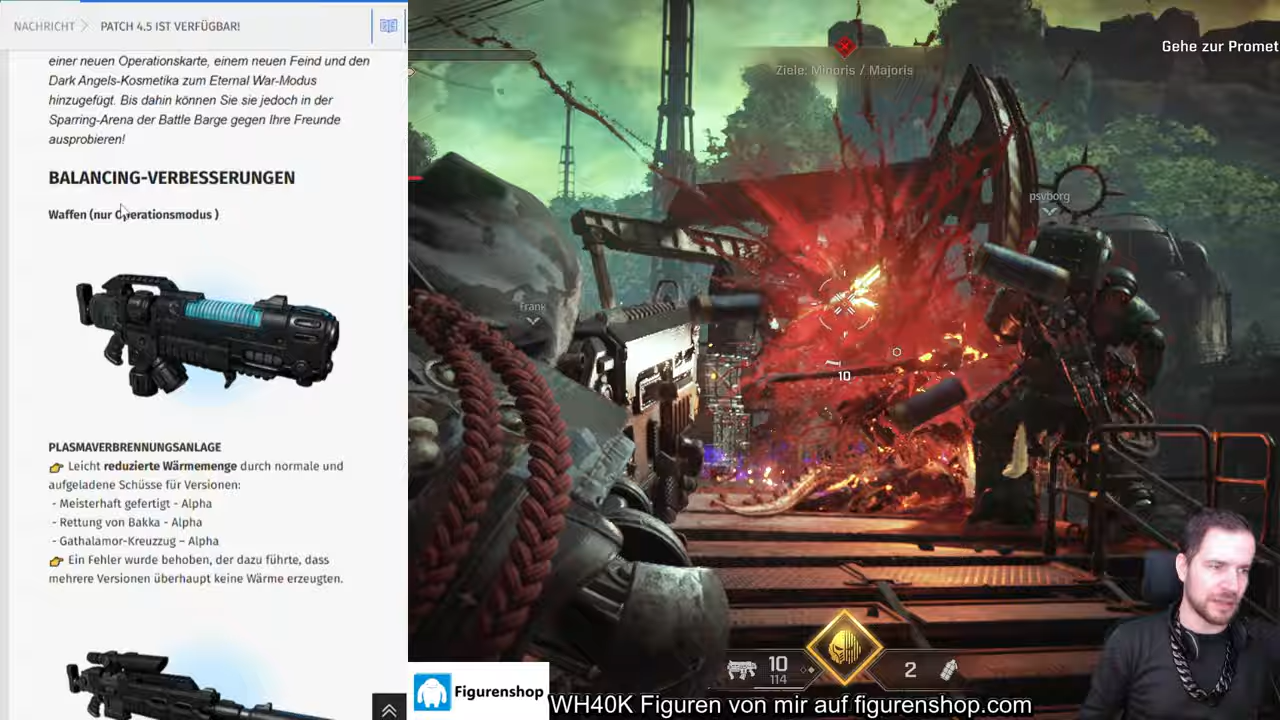 NACHRICHT
PATCH 4.5 IST VERFÜGBAR!
einer neuen Operationskarte, einem neuen Feind und den
Dark Angels-Kosmetika zum Eternal War-Modus
hinzugefügt. Bis dahin können Sie sie jedoch in der
Sparring-Arena der Battle Barge gegen Ihre Freunde
ausprobieren!
BALANCING-VERBESSERUNGEN
Waffen (nur Operationsmodus )
PLASMAVERBRENNUNGSANLAGE
👉 Leicht reduzierte Wärmemenge durch normale und
aufgeladene Schüsse für Versionen:
- Meisterhaft gefertigt - Alpha
- Rettung von Bakka - Alpha
- Gathalamor-Kreuzzug – Alpha
👉 Ein Fehler wurde behoben, der dazu führte, dass
mehrere Versionen überhaupt keine Wärme erzeugten.
Gehe zur Promet
Ziele: Minoris / Majoris
psyborg
Frank
10
10
114
2
Figurenshop
WH40K Figuren von mir auf figurenshop.com